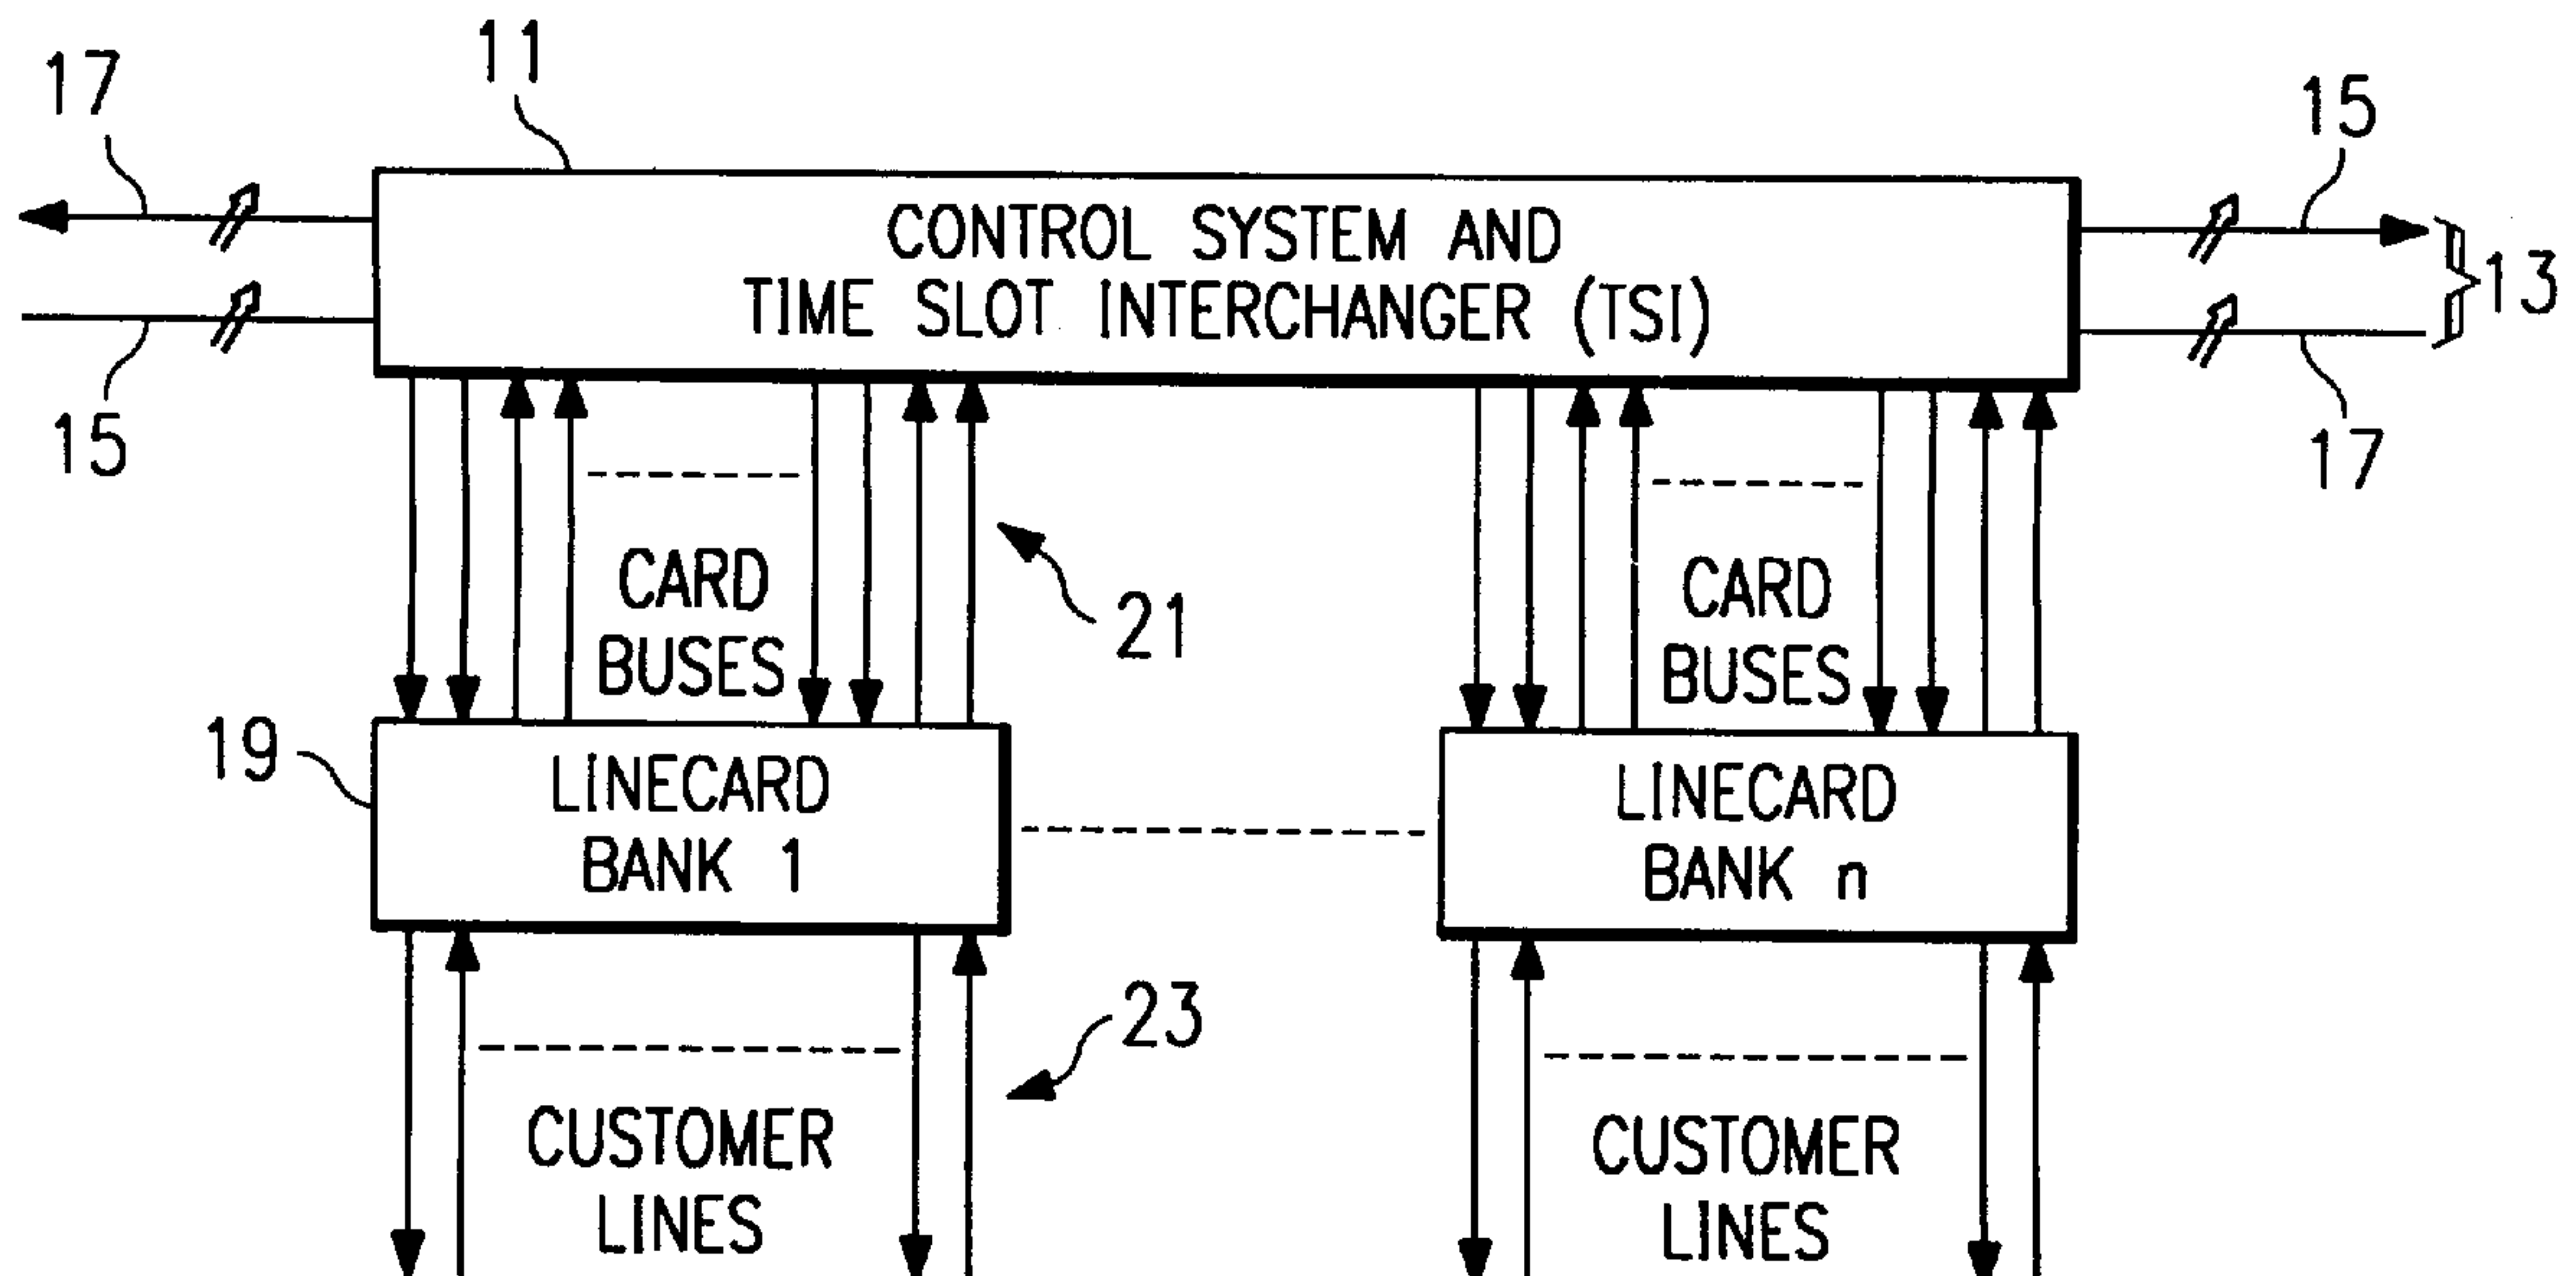 11
17
15
CONTROL SYSTEM AND
TIME SLOT INTERCHANGER (TSI)
13
15
17
CARD
BUSES
21
CARD
BUSES
19
LINECARD
BANK 1
LINECARD
BANK n
23
CUSTOMER
LINES
CUSTOMER
LINES